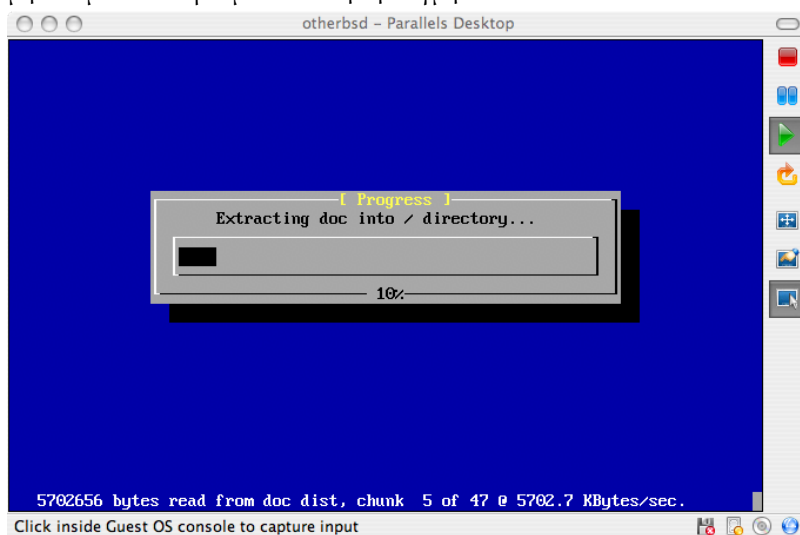 otherbsd – Parallels Desktop
[ Progress ]
Extracting doc into / directory...
10%
5702656 bytes read from doc dist, chunk  5 of 47 @ 5702.7 KBytes/sec.
Click inside Guest OS console to capture input